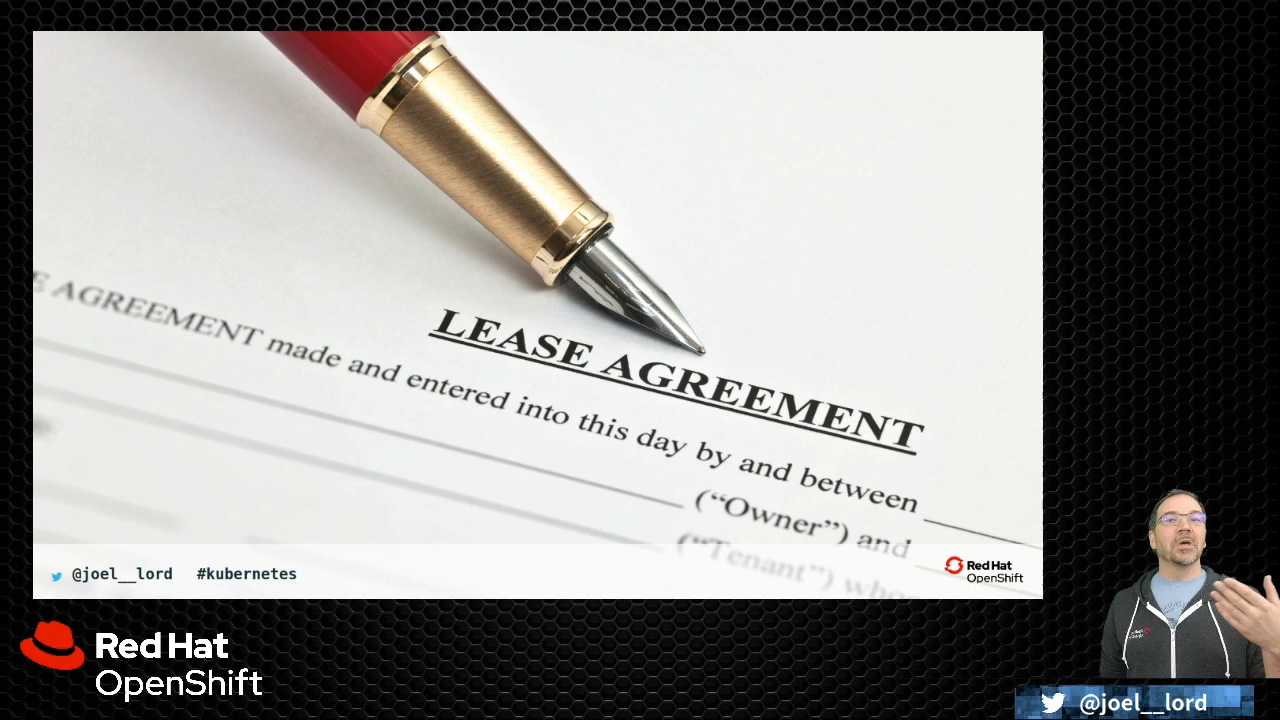 LEASE AGREEMENT
AGREEMENT made and entered into this day by and between
("Owner") and
("Tenant") who
@joel__lord #kubernetes
Red Hat
OpenShift
Red Hat
OpenShift
@joel__lord